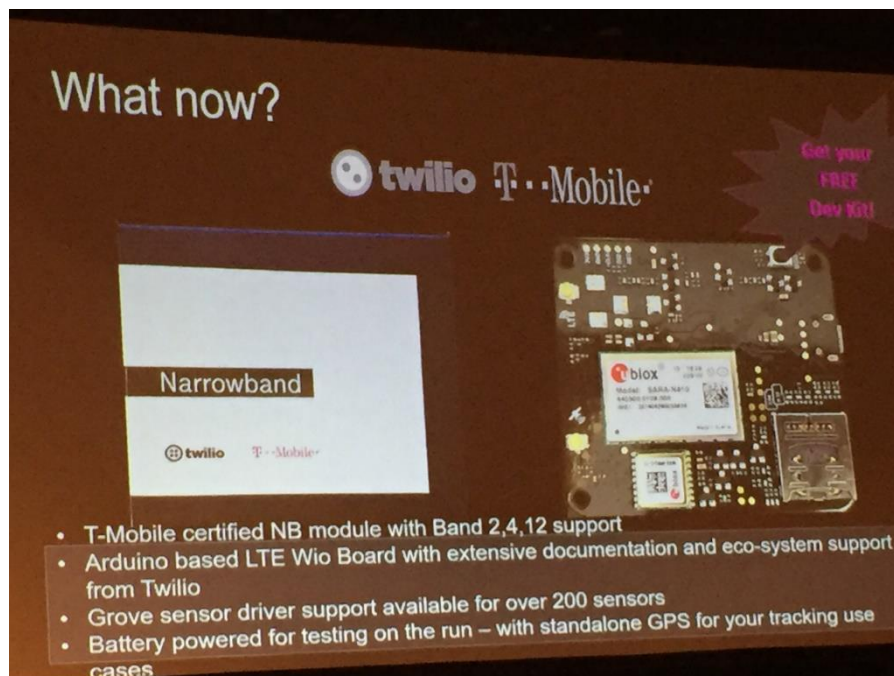 What now?
twilio T··Mobile·
Get your
FREE
Dev Kit!
Narrowband
twilio T··Mobile·
ublox
Model: SARA-N410
• T-Mobile certified NB module with Band 2,4,12 support
• Arduino based LTE Wio Board with extensive documentation and eco-system support
from Twilio
• Grove sensor driver support available for over 200 sensors
• Battery powered for testing on the run – with standalone GPS for your tracking use
cases